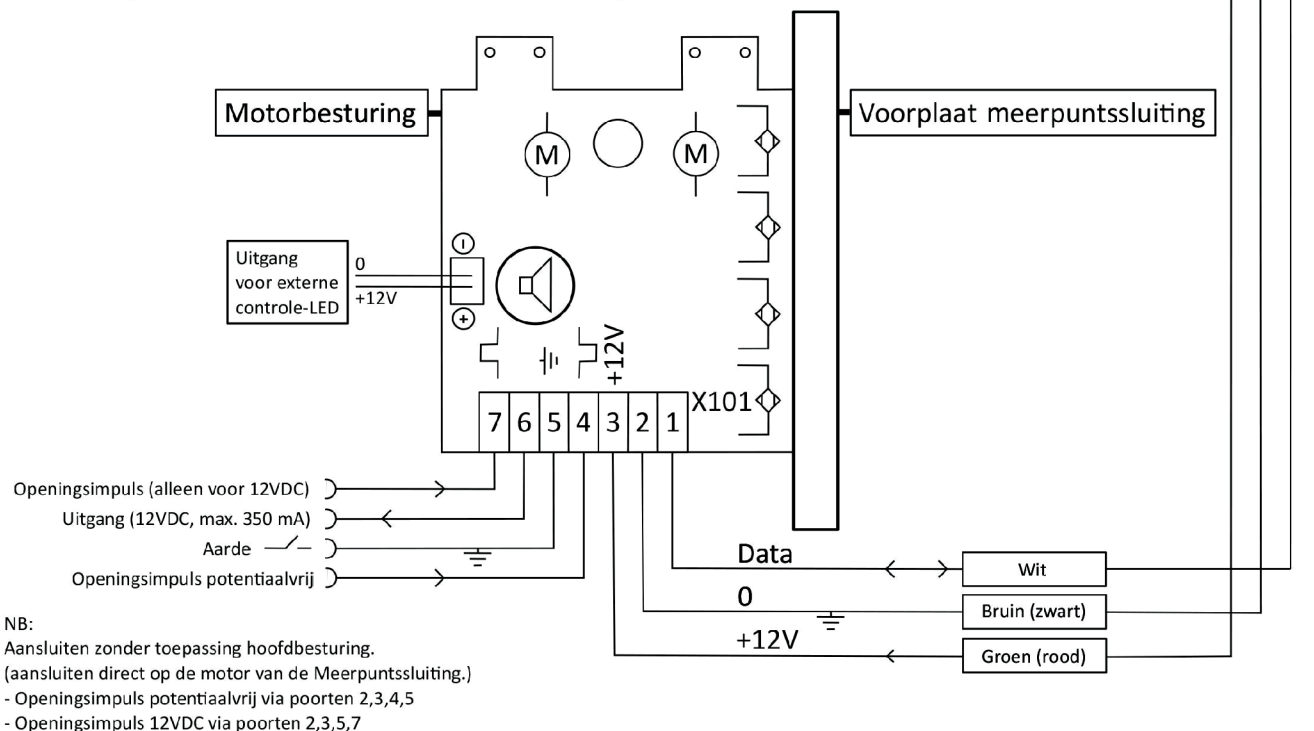 Motorbesturing
Voorplaat meerpuntssluiting
M
M
Uitgang
voor externe
controle-LED
0
+12V
+12V
X101
7 6 5 4 3 2 1
Openingsimpuls (alleen voor 12VDC)
Uitgang (12VDC, max. 350 mA)
Aarde
Openingsimpuls potentiaalvrij
Data
Wit
0
Bruin (zwart)
+12V
Groen (rood)
NB:
Aansluiten zonder toepassing hoofdbesturing.
(aansluiten direct op de motor van de Meerpuntssluiting.)
- Openingsimpuls potentiaalvrij via poorten 2,3,4,5
- Openingsimpuls 12VDC via poorten 2,3,5,7